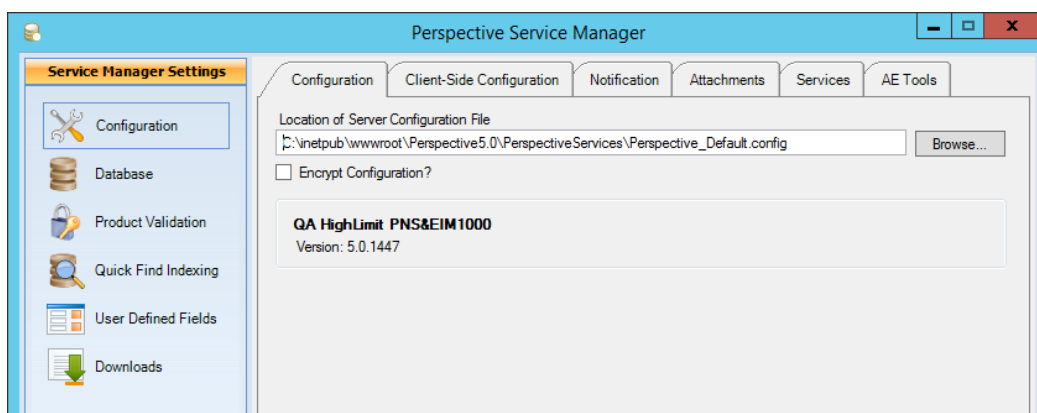 Perspective Service Manager
Service Manager Settings
Configuration
Database
Product Validation
Quick Find Indexing
User Defined Fields
Downloads
Configuration Client-Side Configuration Notification Attachments Services AE Tools
Location of Server Configuration File
C:\inetpub\wwwroot\Perspective5.0\PerspectiveServices\Perspective_Default.config Browse...
Encrypt Configuration?
QA HighLimit PNS&EIM1000
Version: 5.0.1447